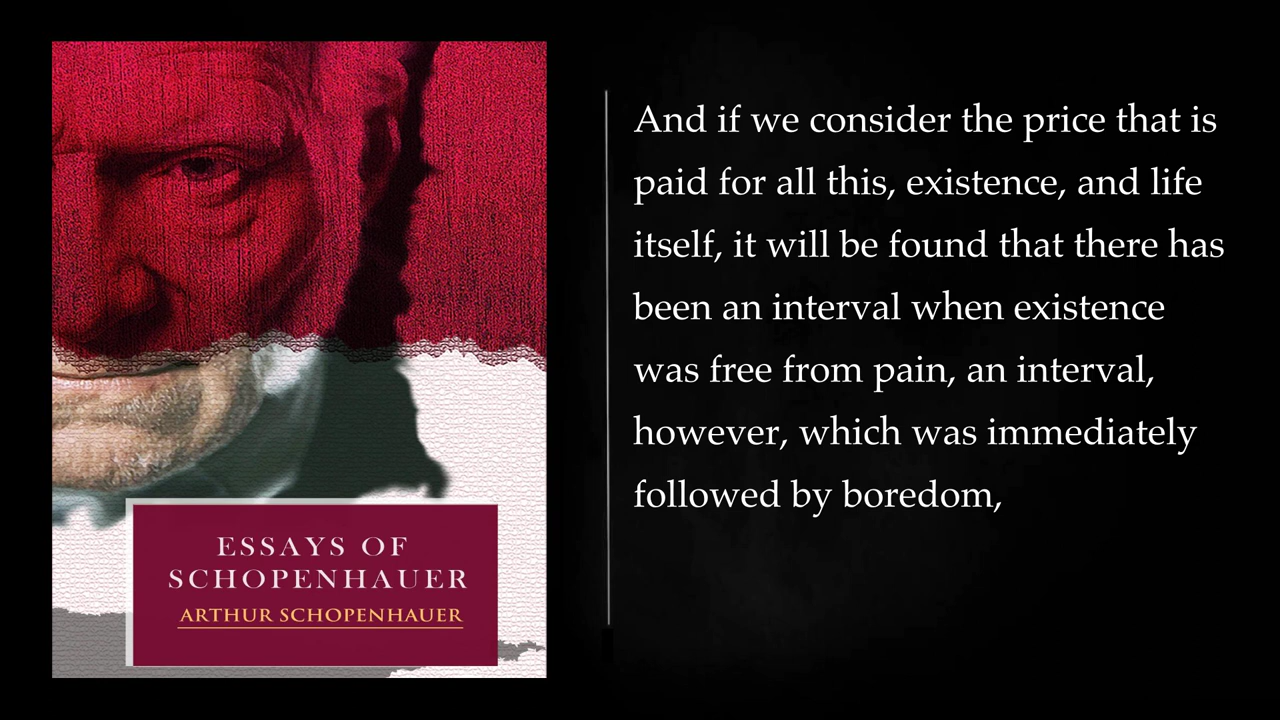 ESSAYS OF
SCHOPENHAUER
ARTHUR SCHOPENHAUER
And if we consider the price that is
paid for all this, existence, and life
itself, it will be found that there has
been an interval when existence
was free from pain, an interval,
however, which was immediately
followed by boredom,